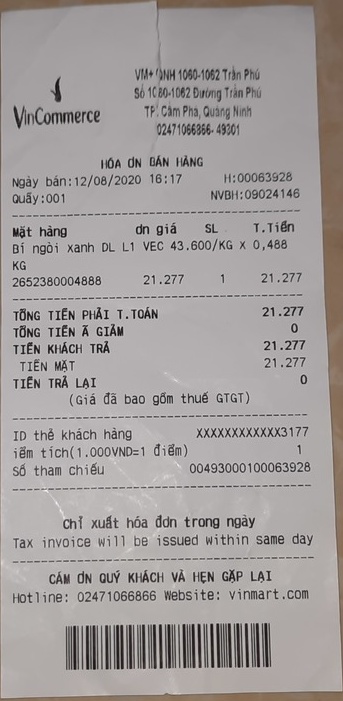 VinCommerce
VM+ QNH 1060-1062 Trần Phú
Số 1060-1062 Đường Trần Phú
TP. Cẩm Phả, Quảng Ninh
02471066866- 49301
HÓA ƠN BÁN HÀNG
Ngày bán:12/08/2020 16:17 H:00063928
Quầy:001 NVBH:09024146
Mặt hàng ơn giá SL T.Tiền
Bí ngòi xanh DL L1 VEC 43.600/KG X 0,488
KG
2652380004888 21.277 1 21.277
TỔNG TIỀN PHẢI T.TOÁN 21.277
TỔNG TIỀN Ã GIẢM 0
TIỀN KHÁCH TRẢ 21.277
TIỀN MẶT 21.277
TIỀN TRẢ LẠI 0
(Giá đã bao gồm thuế GTGT)
ID thẻ khách hàng XXXXXXXXXXXX3177
iểm tích(1.000VND=1 điểm) 1
Số tham chiếu 00493000100063928
Chỉ xuất hóa đơn trong ngày
Tax invoice will be issued within same day
CẢM ƠN QUÝ KHÁCH VÀ HẸN GẶP LẠI
Hotline: 02471066866 Website: vinmart.com